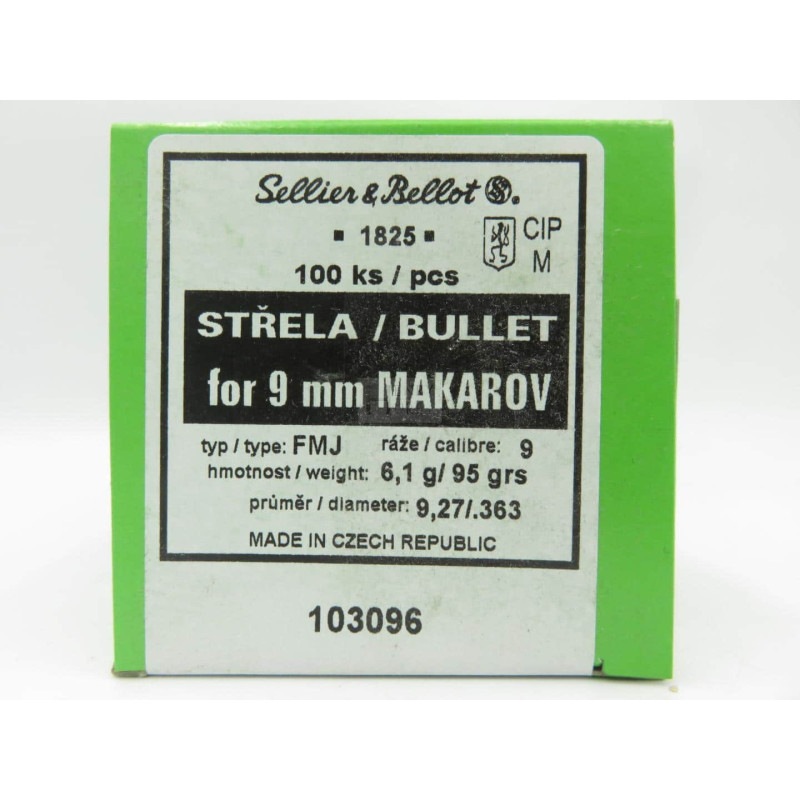 Sellier & Bellot S&B.
▪ 1825 ▪
CIP
M
100 ks / pcs
STŘELA / BULLET
for 9 mm MAKAROV
typ / type: FMJ ráže / calibre: 9
hmotnost / weight: 6,1 g/ 95 grs
průměr / diameter: 9,27/.363
MADE IN CZECH REPUBLIC
103096